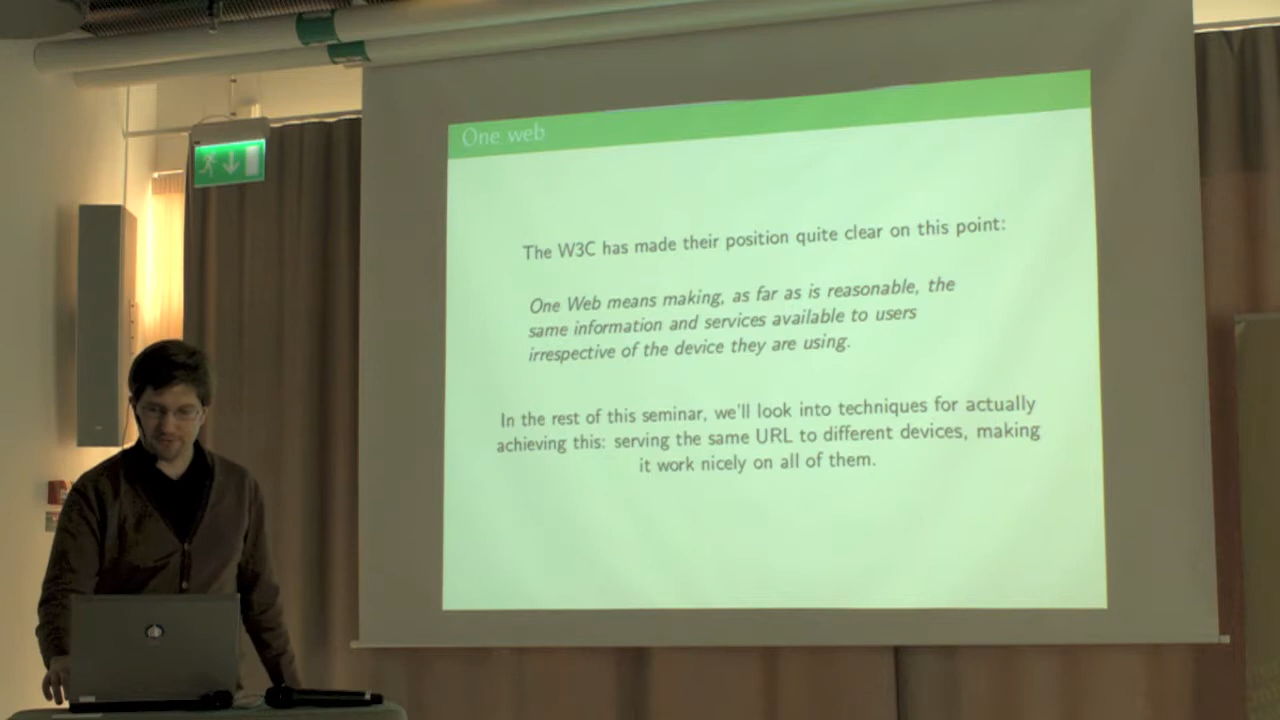 One web
The W3C has made their position quite clear on this point:
One Web means making, as far as is reasonable, the
same information and services available to users
irrespective of the device they are using.
In the rest of this seminar, we'll look into techniques for actually
achieving this: serving the same URL to different devices, making
it work nicely on all of them.